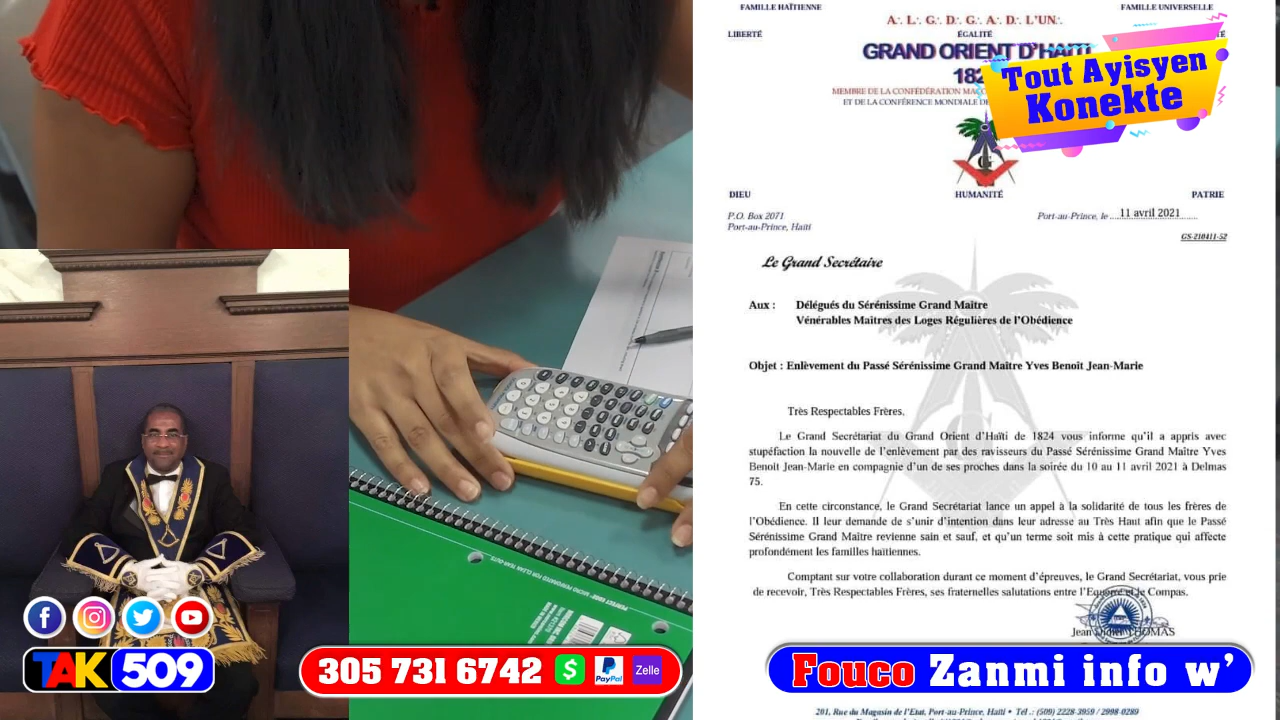 FAMILLE HAÏTIENNE
FAMILLE UNIVERSELLE
A∴ L∴ G∴ D∴ G∴ A∴ D∴ L'UN∴
LIBERTÉ
ÉGALITÉ
GRAND ORIENT D'HAITI
MEMBRE DE LA CONFÉDÉRATION
ET DE LA CONFÉRENCE MONDIALE
Tout Ayisyen
Konekte
G
DIEU
HUMANITÉ
PATRIE
P.O. Box 2071
Port-au-Prince, Haïti
Port-au-Prince, le 11 avril 2021
GS-210411-52
Le Grand Secrétaire
Aux : Délégués du Sérénissime Grand Maître
Vénérables Maîtres des Loges Régulières de l'Obédience
Objet : Enlèvement du Passé Sérénissime Grand Maître Yves Benoit Jean-Marie
Très Respectables Frères,
Le Grand Secrétariat du Grand Orient d'Haïti de 1824 vous informe qu'il a appris avec
stupéfaction la nouvelle de l'enlèvement par des ravisseurs du Passé Sérénissime Grand Maître Yves
Benoit Jean-Marie en compagnie d'un de ses proches dans la soirée du 10 au 11 avril 2021 à Delmas
75.
En cette circonstance, le Grand Secrétariat lance un appel à la solidarité de tous les frères de
l'Obédience. Il leur demande de s'unir d'intention dans leur adresse au Très Haut afin que le Passé
Sérénissime Grand Maître revienne sain et sauf, et qu'un terme soit mis à cette pratique qui affecte
profondément les familles haïtiennes.
Comptant sur votre collaboration durant ce moment d'épreuves, le Grand Secrétariat, vous prie
de recevoir, Très Respectables Frères, ses fraternelles salutations entre l'Equerre et le Compas.
THOMAS
TAK 509
305 731 6742 $ PayPal Zelle
Fouco Zanmi info w'
201, Rue du Magasin de l'Etat, Port-au-Prince, Haïti • Tél .: (509) 2228-3959 / 2998-0289